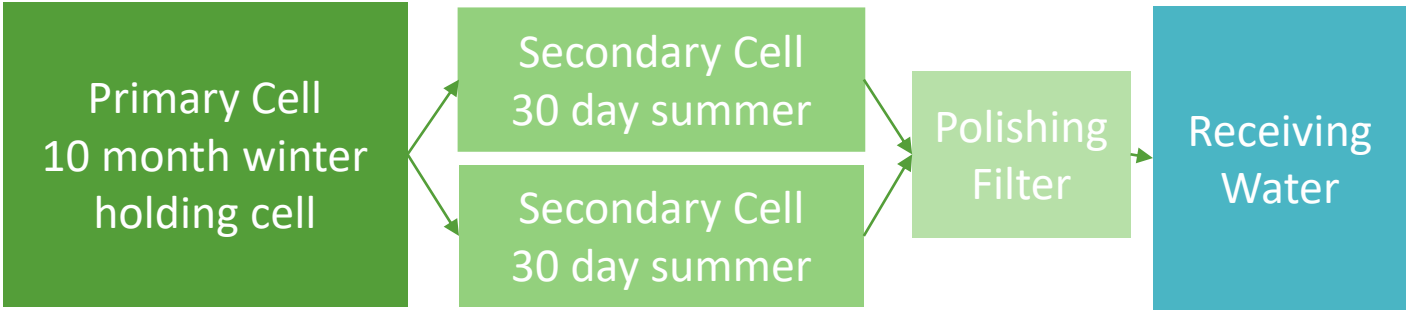 Primary Cell
10 month winter
holding cell
Secondary Cell
30 day summer
Secondary Cell
30 day summer
Polishing
Filter
Receiving
Water